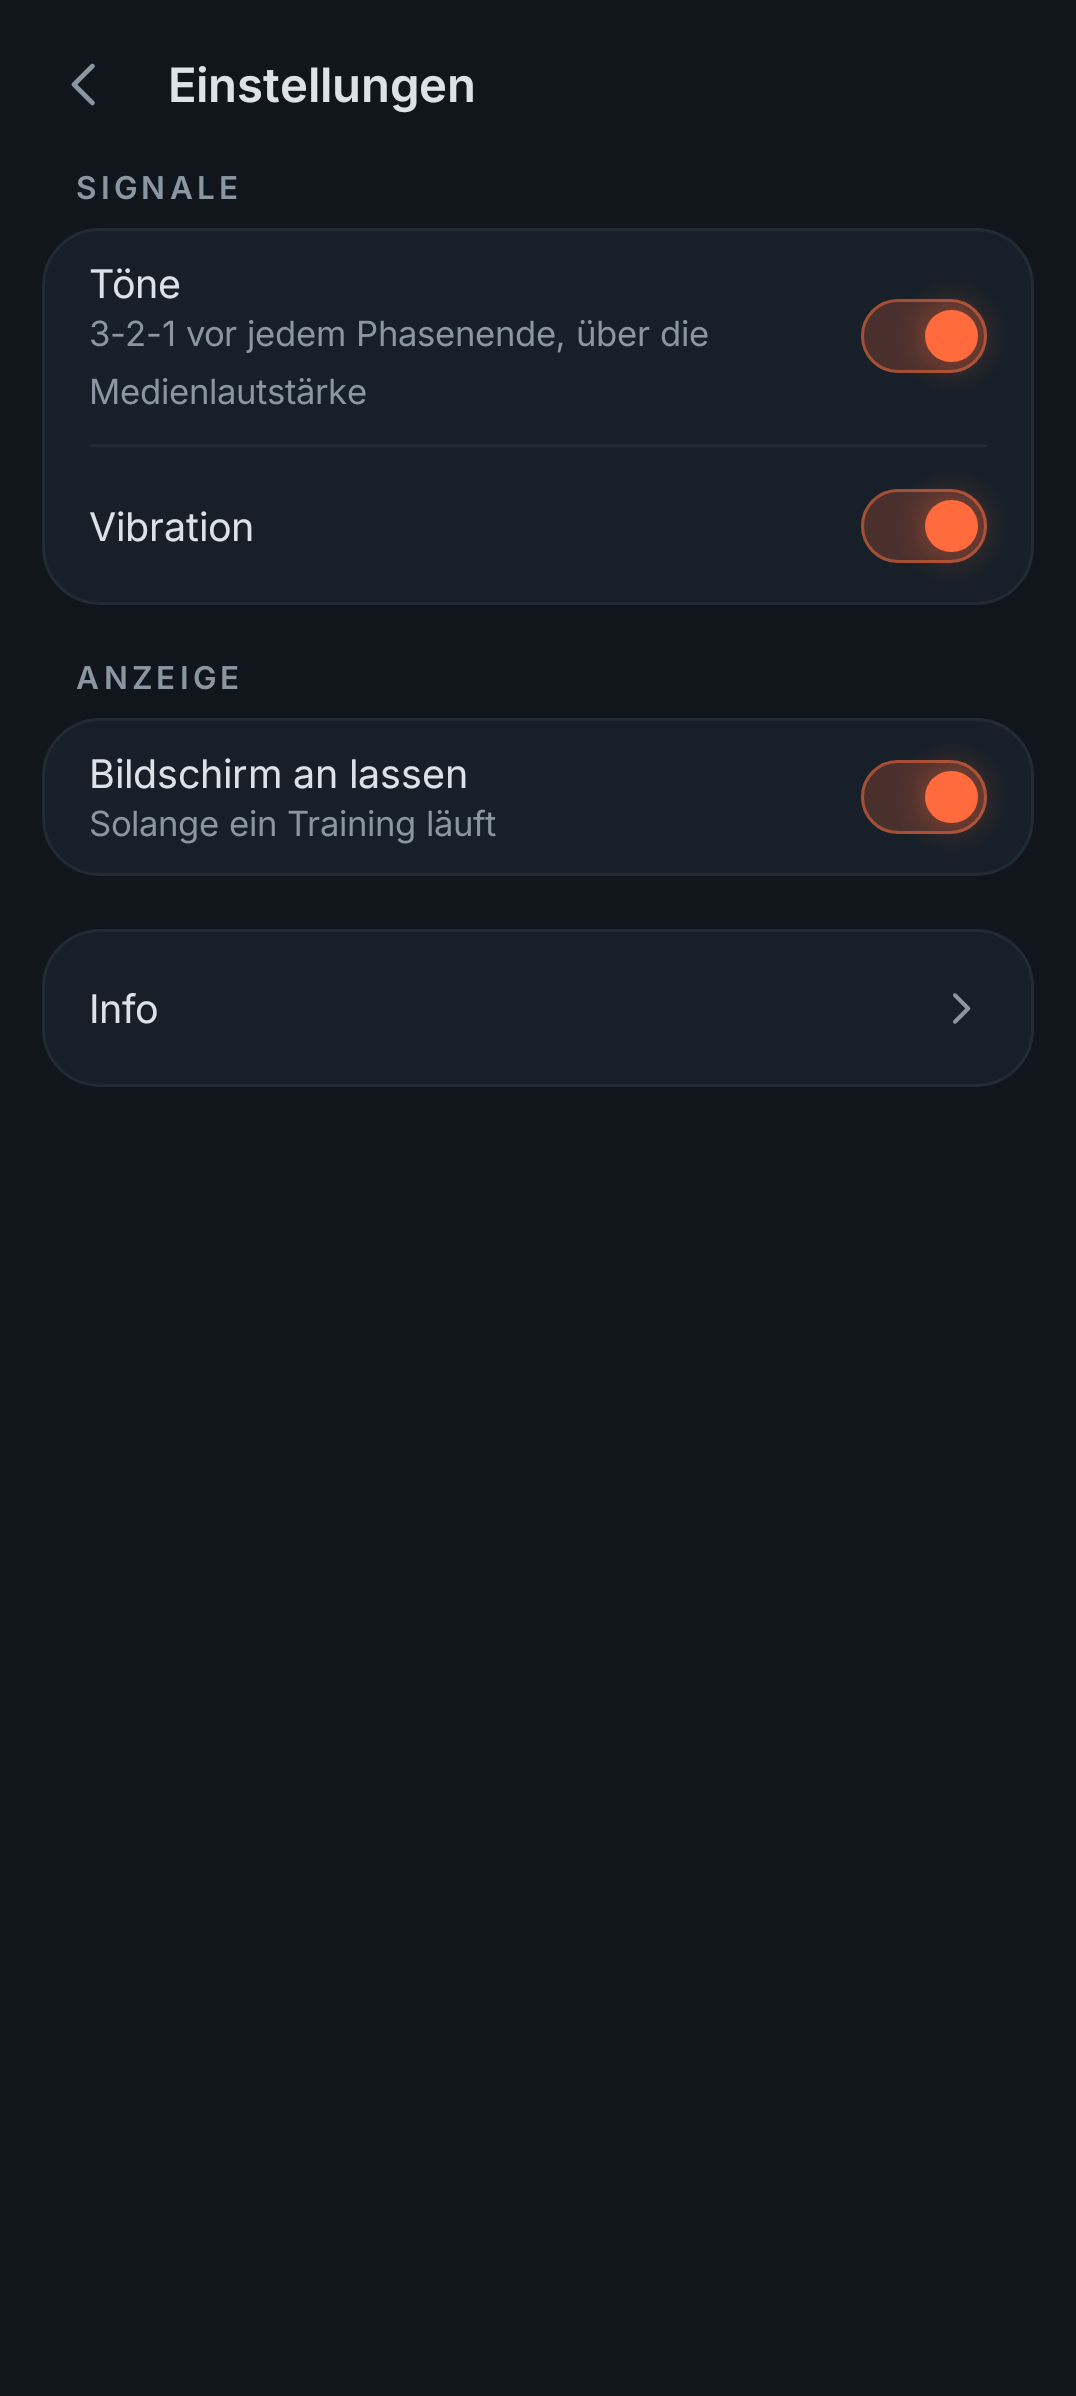 Einstellungen
SIGNALE
Töne
3-2-1 vor jedem Phasenende, über die
Medienlautstärke
Vibration
ANZEIGE
Bildschirm an lassen
Solange ein Training läuft
Info